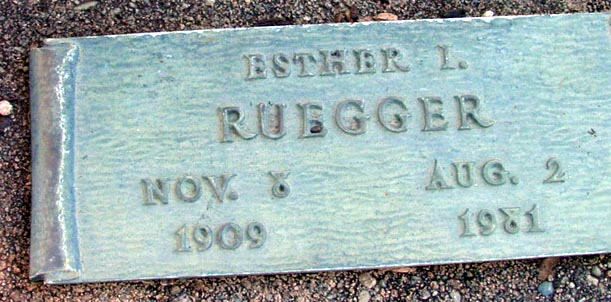 ESTHER I.
RUEGGER
NOV. 8 AUG. 2
1909 1981